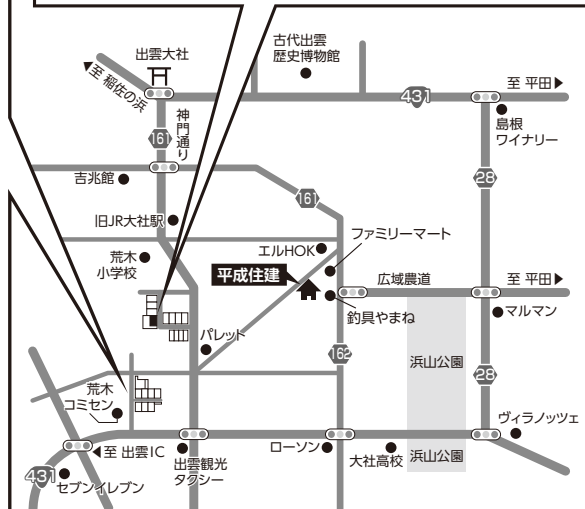 古代出雲
歴史博物館
出雲大社
至 稲佐の浜
至 平田
431
161
神門通り
島根
ワイナリー
吉兆館
28
161
旧JR大社駅
ファミリーマート
エルHOK
荒木
小学校
平成住建
広域農道
至 平田
釣具やまね
マルマン
パレット
162
浜山公園
28
荒木
コミセン
ヴィラノッツェ
至 出雲IC
出雲観光
タクシー
ローソン
大社高校
浜山公園
431
セブンイレブン